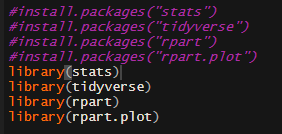 #install.packages("stats")
#install.packages("tidyverse")
#install.packages("rpart")
#install.packages("rpart.plot")
library(stats)
library(tidyverse)
library(rpart)
library(rpart.plot)